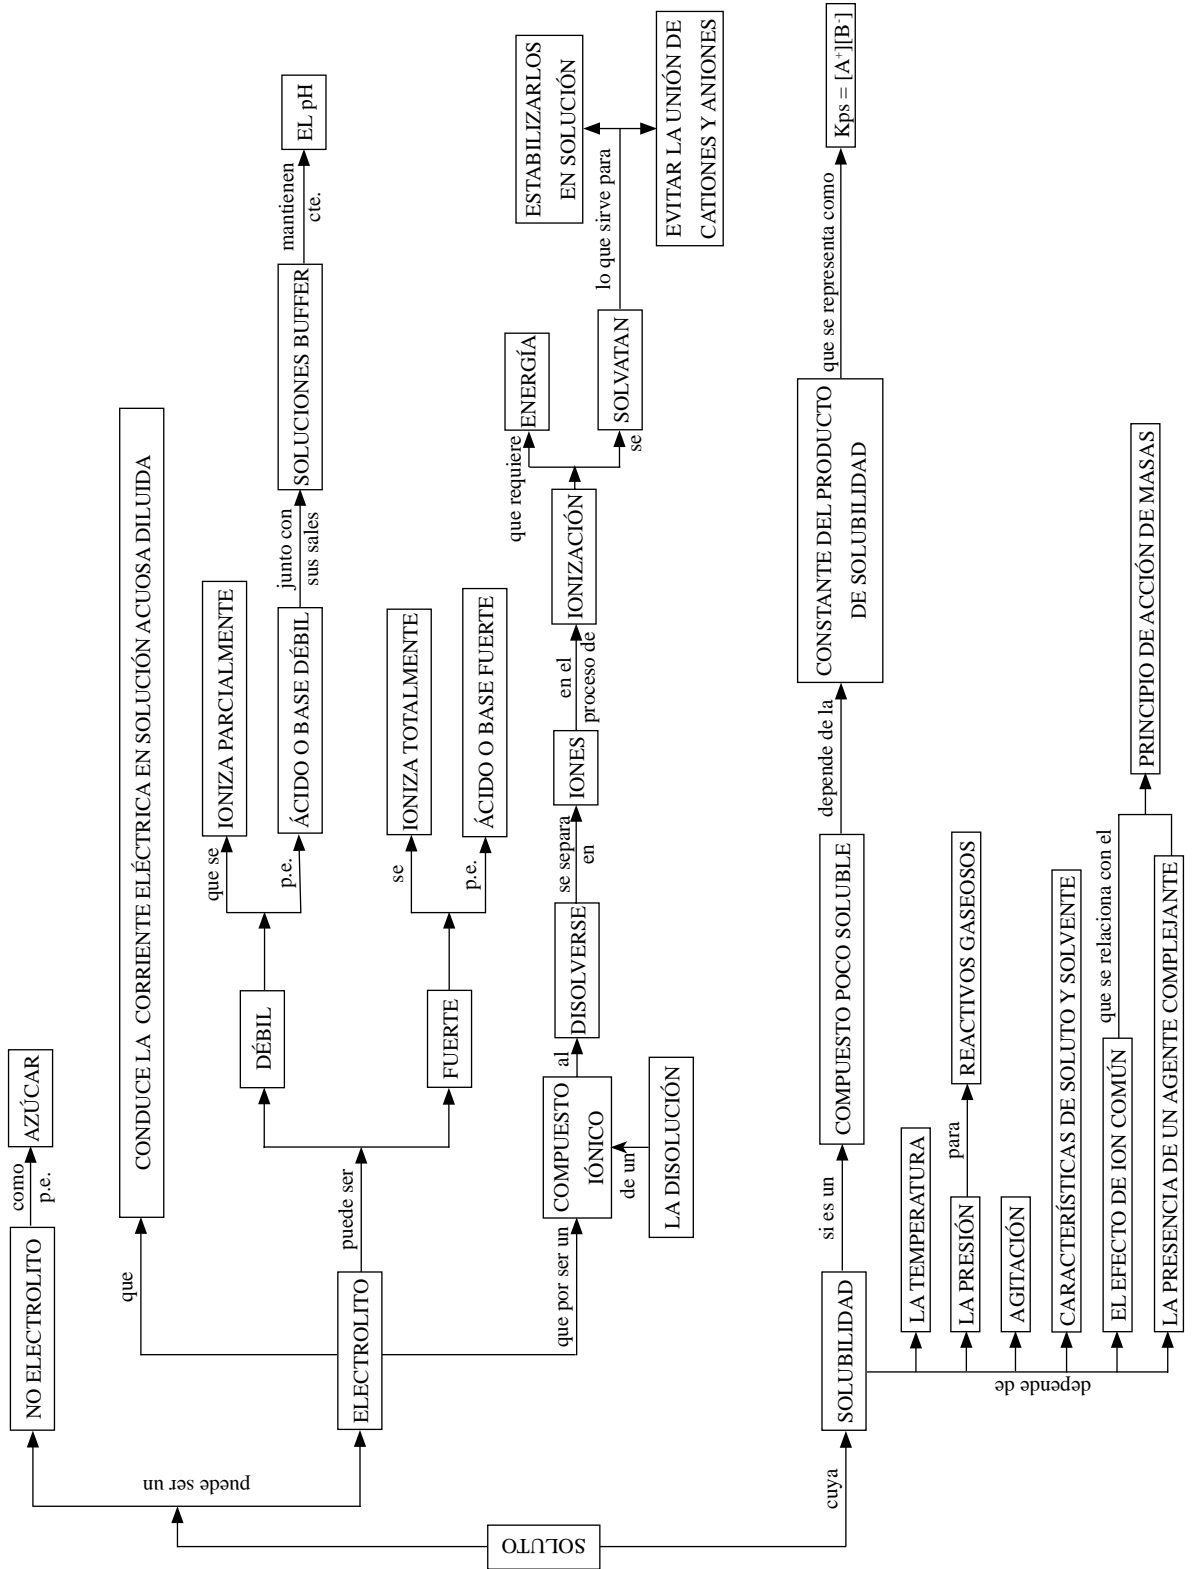 SOLUTO
puede ser un
NO ELECTROLITO
como
p.e.
AZÚCAR
ELECTROLITO
que
CONDUCE LA CORRIENTE ELÉCTRICA EN SOLUCIÓN ACUOSA DILUIDA
puede ser
DÉBIL
que se
IONIZA PARCIALMENTE
p.e.
ÁCIDO O BASE DÉBIL
junto con
sus sales
SOLUCIONES BUFFER
mantienen
cte.
EL pH
FUERTE
se
IONIZA TOTALMENTE
p.e.
ÁCIDO O BASE FUERTE
que por ser un
COMPUESTO
IÓNICO
de un
LA DISOLUCIÓN
al
DISOLVERSE
se separa
en
IONES
en el
proceso de
IONIZACIÓN
que requiere
ENERGÍA
se
SOLVATAN
lo que sirve para
ESTABILIZARLOS
EN SOLUCIÓN
EVITAR LA UNIÓN DE
CATIONES Y ANIONES
cuya
SOLUBILIDAD
si es un
COMPUESTO POCO SOLUBLE
depende de la
CONSTANTE DEL PRODUCTO
DE SOLUBILIDAD
que se representa como
Kps = [A⁺][B⁻]
depende de
LA TEMPERATURA
LA PRESIÓN
para
REACTIVOS GASEOSOS
AGITACIÓN
CARACTERÍSTICAS DE SOLUTO Y SOLVENTE
EL EFECTO DE ION COMÚN
que se relaciona con el
LA PRESENCIA DE UN AGENTE COMPLEJANTE
PRINCIPIO DE ACCIÓN DE MASAS